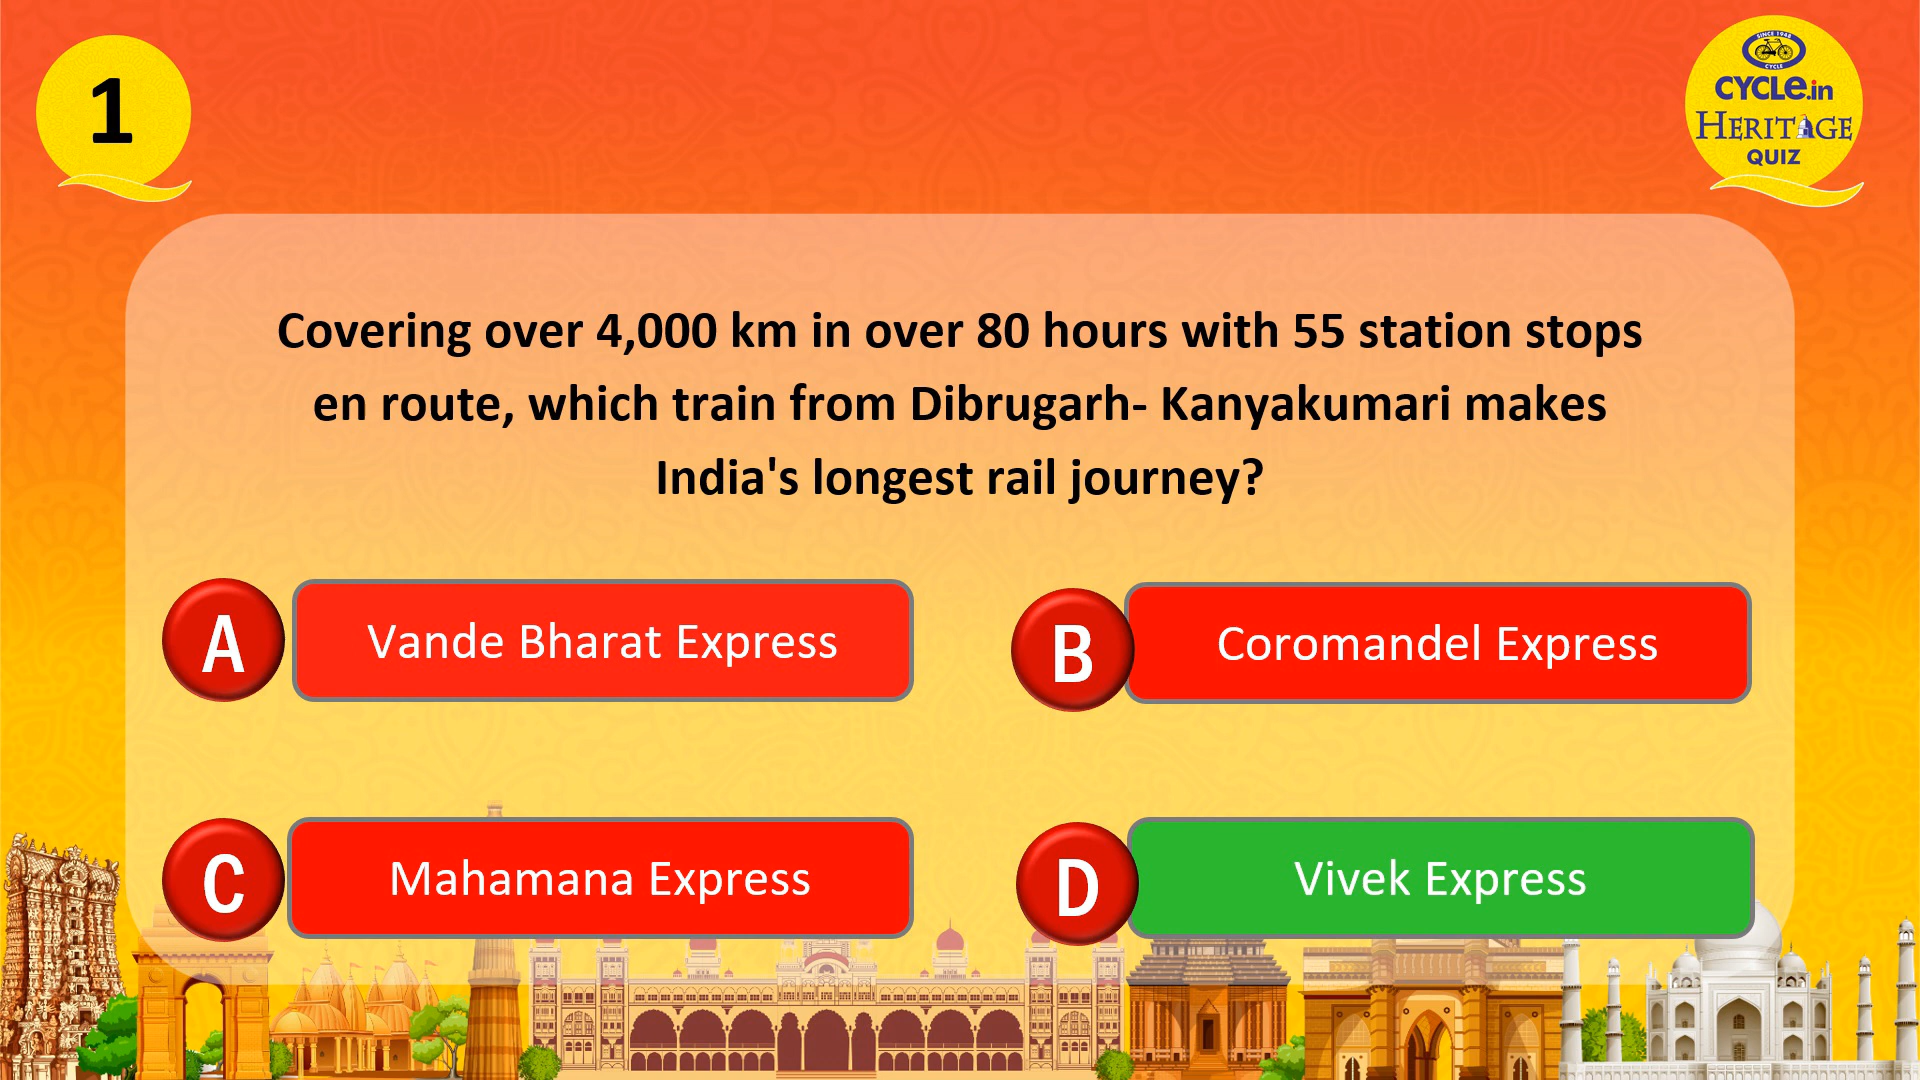 1
SINCE 1948
CYCLE
CYCLE.in
HERITAGE
QUIZ
Covering over 4,000 km in over 80 hours with 55 station stops
en route, which train from Dibrugarh- Kanyakumari makes
India's longest rail journey?
A Vande Bharat Express
B Coromandel Express
C Mahamana Express
D Vivek Express